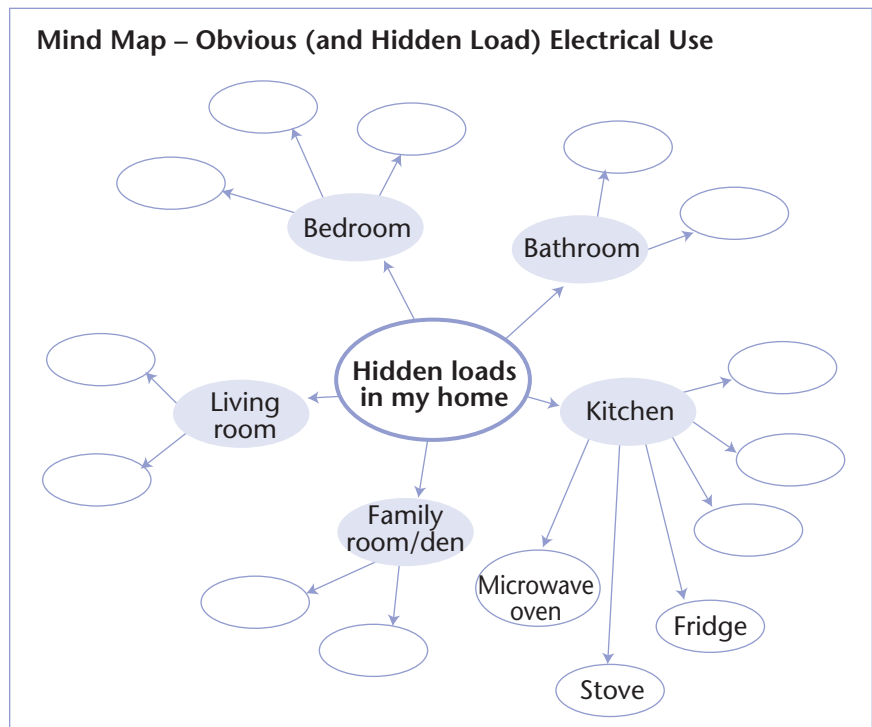 Mind Map – Obvious (and Hidden Load) Electrical Use
Bedroom
Bathroom
Hidden loads
in my home
Living
room
Kitchen
Family
room/den
Microwave
oven
Fridge
Stove